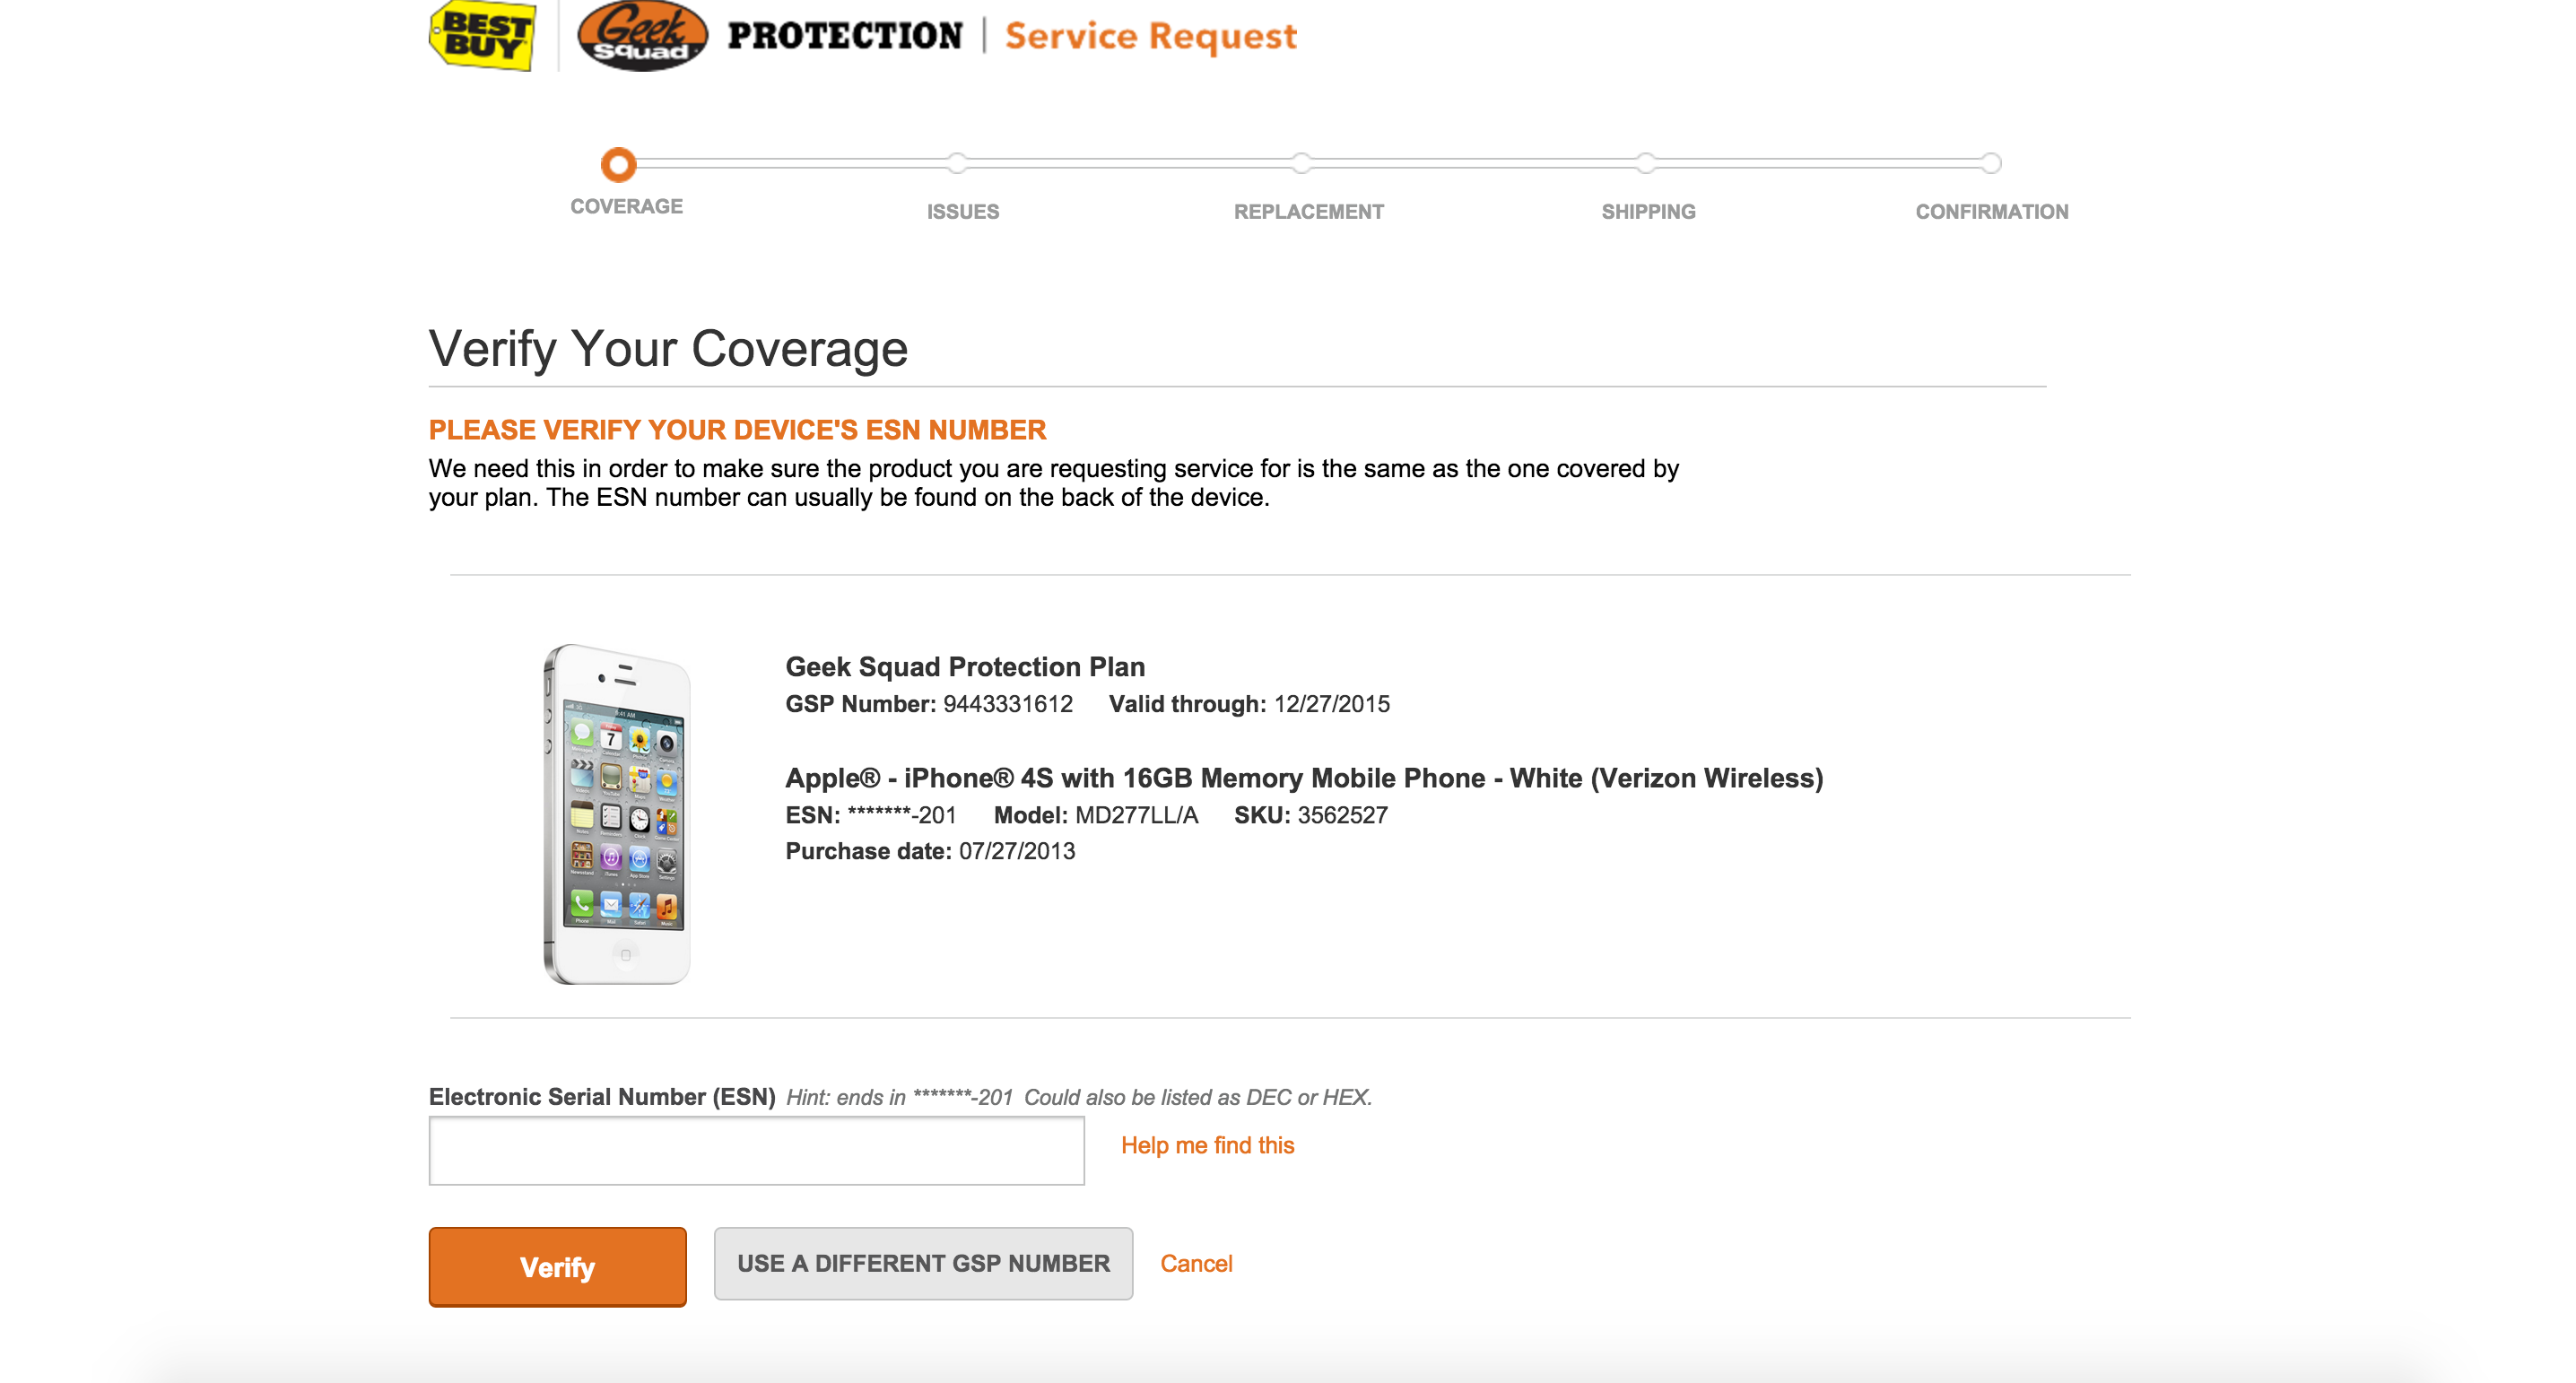 BEST BUY
Geek Squad
PROTECTION | Service Request
COVERAGE
ISSUES
REPLACEMENT
SHIPPING
CONFIRMATION
Verify Your Coverage
PLEASE VERIFY YOUR DEVICE'S ESN NUMBER
We need this in order to make sure the product you are requesting service for is the same as the one covered by
your plan. The ESN number can usually be found on the back of the device.
9:41 AM
7
Geek Squad Protection Plan
GSP Number: 9443331612 Valid through: 12/27/2015
Apple® - iPhone® 4S with 16GB Memory Mobile Phone - White (Verizon Wireless)
ESN: *******-201 Model: MD277LL/A SKU: 3562527
Purchase date: 07/27/2013
Electronic Serial Number (ESN) Hint: ends in *******-201 Could also be listed as DEC or HEX.
Help me find this
Verify
USE A DIFFERENT GSP NUMBER
Cancel